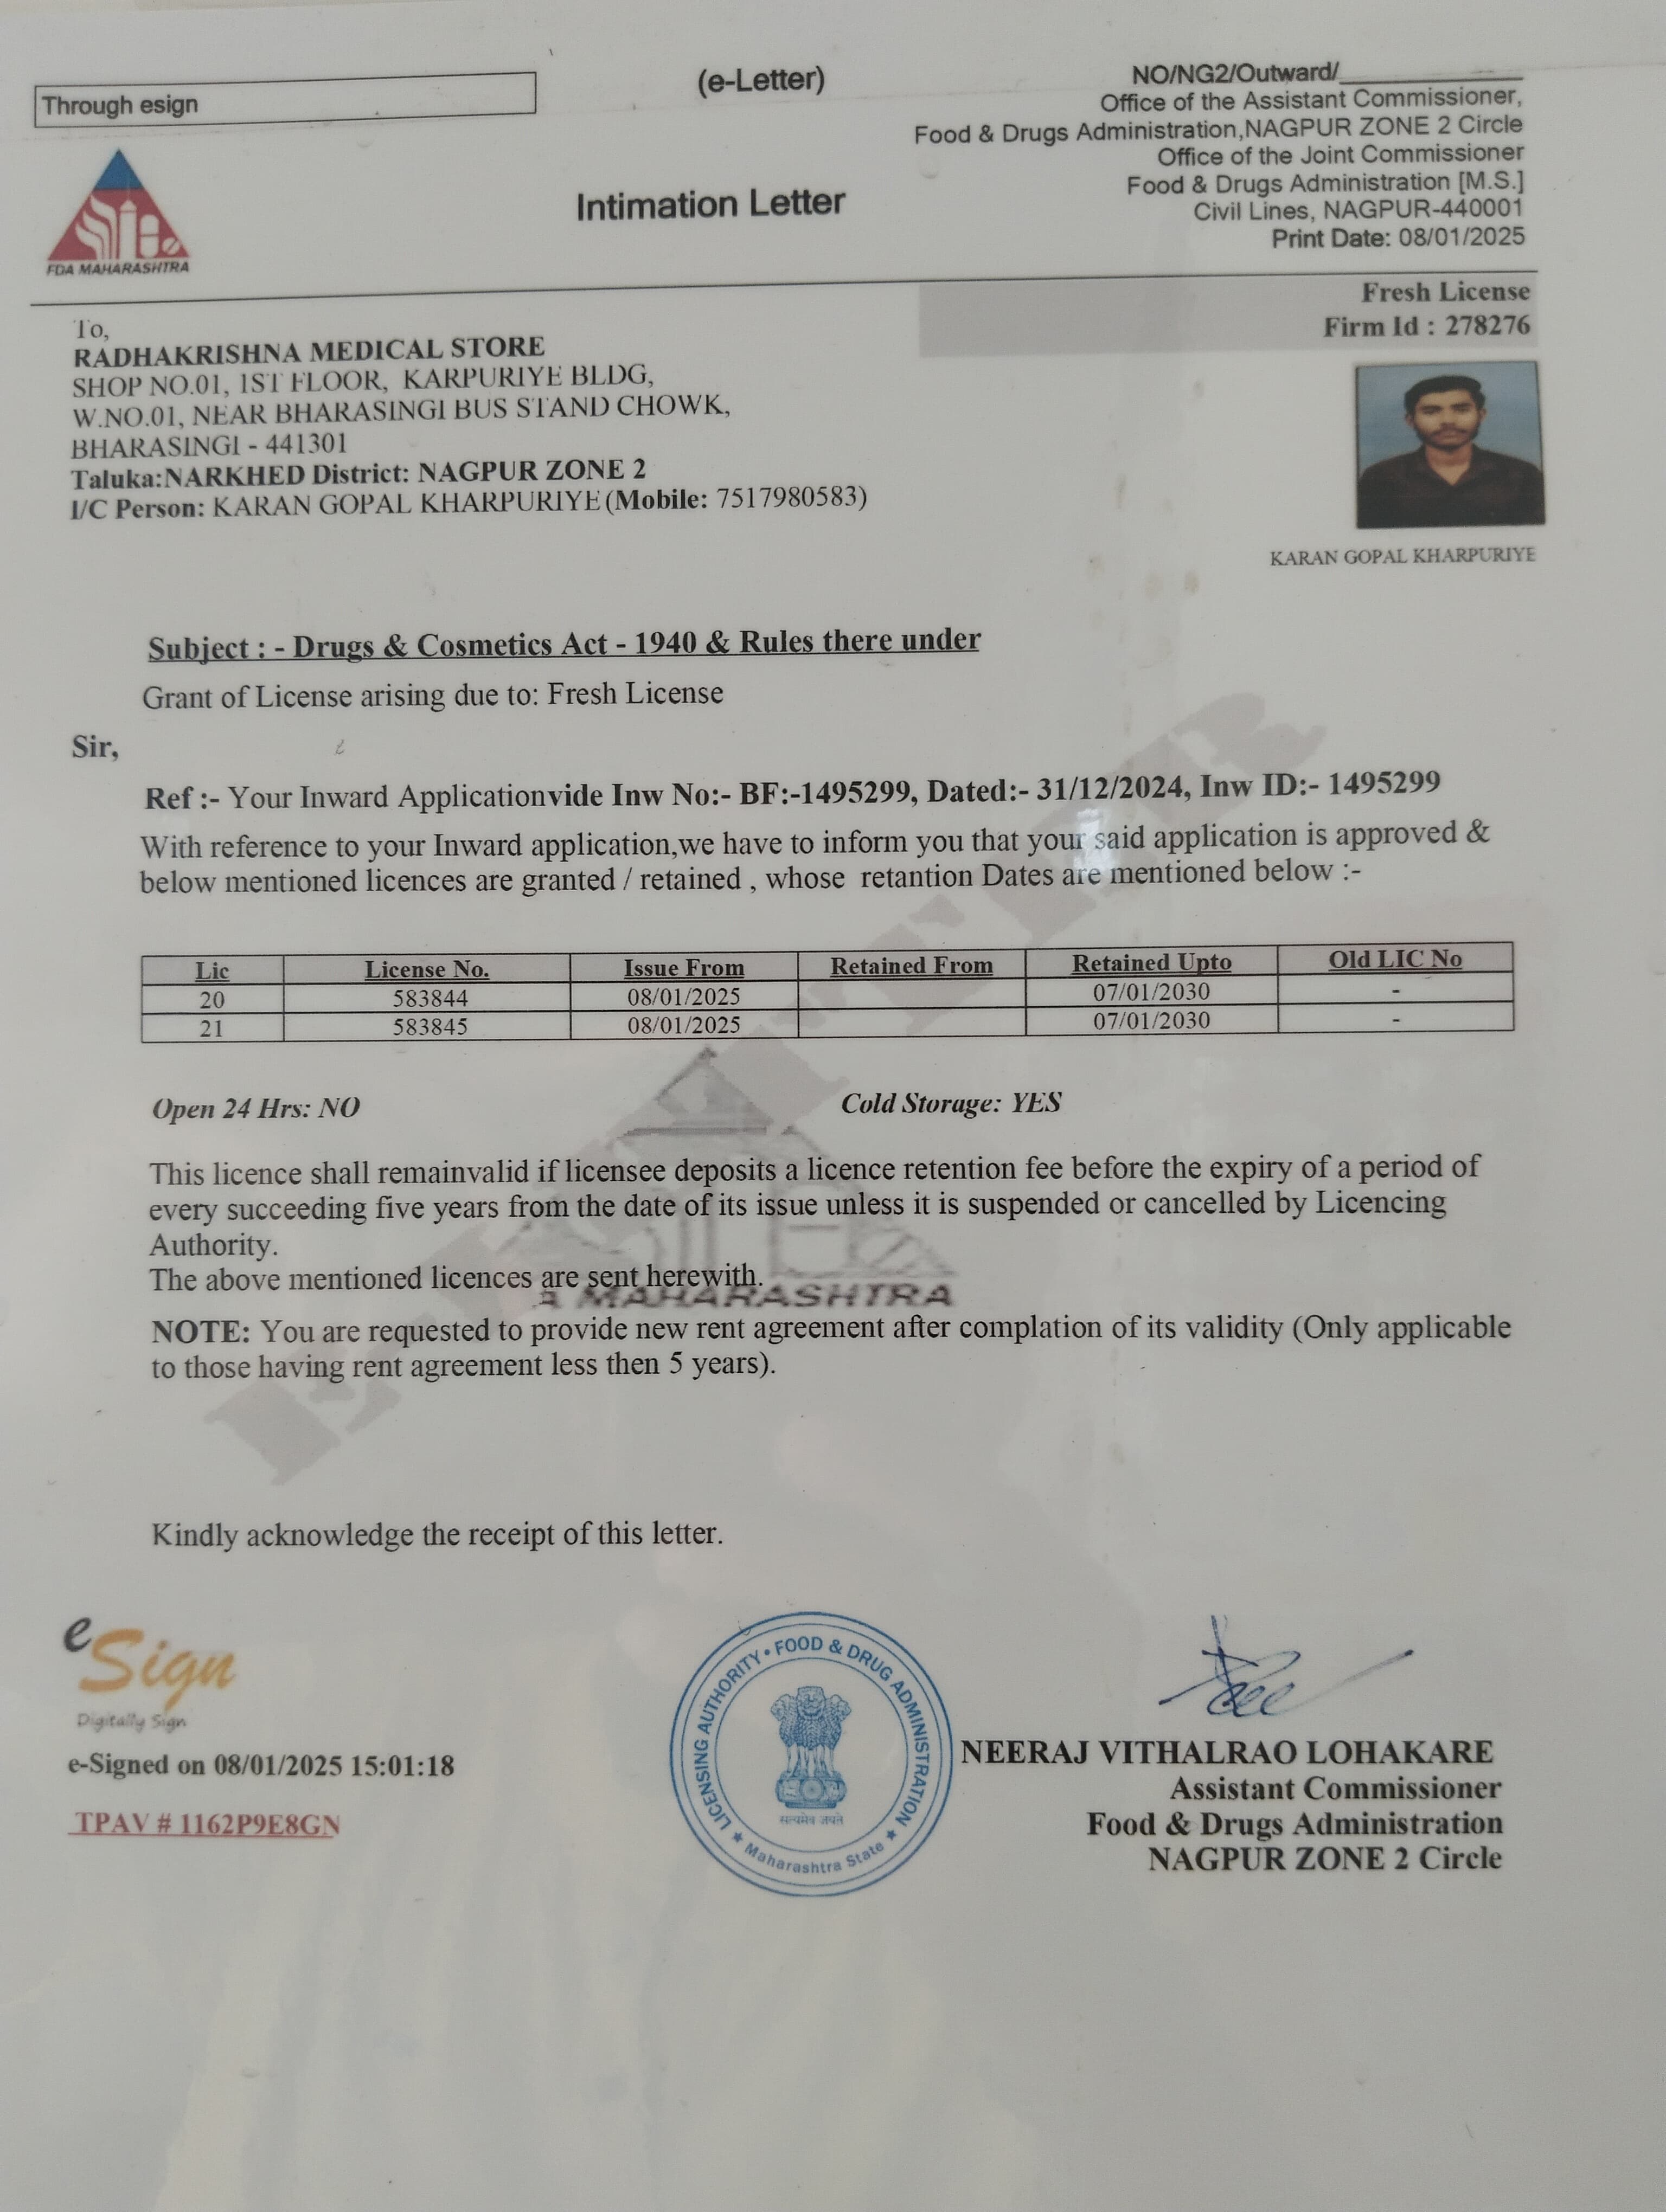 Through esign
(e-Letter)
NO/NG2/Outward/
Office of the Assistant Commissioner,
Food & Drugs Administration,NAGPUR ZONE 2 Circle
Office of the Joint Commissioner
Food & Drugs Administration [M.S.]
Civil Lines, NAGPUR-440001
Print Date: 08/01/2025
FDA MAHARASHTRA
Intimation Letter
Fresh License
Firm Id : 278276
To,
RADHAKRISHNA MEDICAL STORE
SHOP NO.01, 1ST FLOOR, KARPURIYE BLDG,
W.NO.01, NEAR BHARASINGI BUS STAND CHOWK,
BHARASINGI - 441301
Taluka:NARKHED District: NAGPUR ZONE 2
I/C Person: KARAN GOPAL KHARPURIYE(Mobile: 7517980583)
KARAN GOPAL KHARPURIYE
Subject : - Drugs & Cosmetics Act - 1940 & Rules there under
Grant of License arising due to: Fresh License
Sir,
Ref :- Your Inward Applicationvide Inw No:- BF:-1495299, Dated:- 31/12/2024, Inw ID:- 1495299
With reference to your Inward application,we have to inform you that your said application is approved &
below mentioned licences are granted / retained , whose retantion Dates are mentioned below :-
Lic License No. Issue From Retained From Retained Upto Old LIC No
20 583844 08/01/2025 07/01/2030 -
21 583845 08/01/2025 07/01/2030 -
Open 24 Hrs: NO Cold Storage: YES
This licence shall remainvalid if licensee deposits a licence retention fee before the expiry of a period of
every succeeding five years from the date of its issue unless it is suspended or cancelled by Licencing
Authority.
The above mentioned licences are sent herewith.
A MAHARASHTRA
NOTE: You are requested to provide new rent agreement after complation of its validity (Only applicable
to those having rent agreement less then 5 years).
E-LETTER
Kindly acknowledge the receipt of this letter.
eSign
Digitally Sign
e-Signed on 08/01/2025 15:01:18
TPAV # 1162P9E8GN
LICENSING AUTHORITY • FOOD & DRUG ADMINISTRATION
★ Maharashtra State ★
सत्यमेव जयते
NEERAJ VITHALRAO LOHAKARE
Assistant Commissioner
Food & Drugs Administration
NAGPUR ZONE 2 Circle